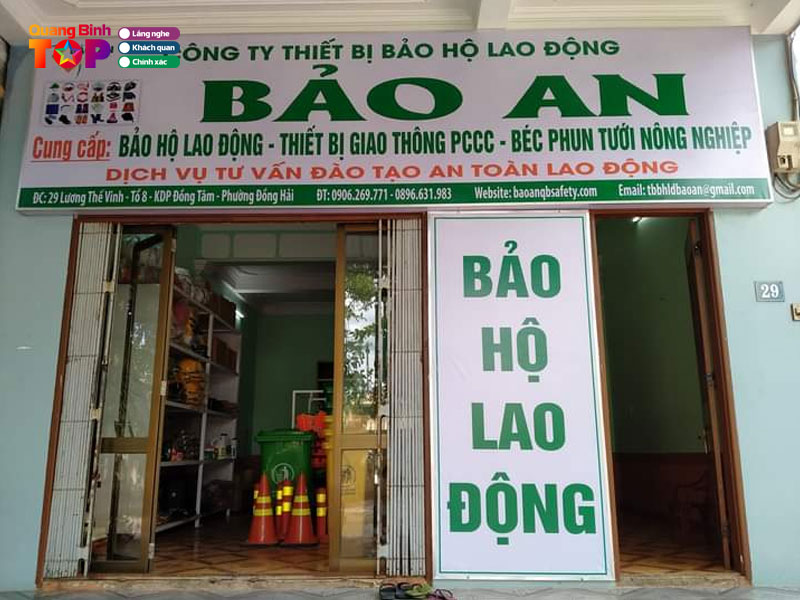 Quảng Bình
TOP
Lắng nghe
Khách quan
Chính xác
CÔNG TY THIẾT BỊ BẢO HỘ LAO ĐỘNG
BẢO AN
Cung cấp: BẢO HỘ LAO ĐỘNG - THIẾT BỊ GIAO THÔNG PCCC - BÉC PHUN TƯỚI NÔNG NGHIỆP
DỊCH VỤ TƯ VẤN ĐÀO TẠO AN TOÀN LAO ĐỘNG
ĐC: 29 Lương Thế Vinh - Tổ 8 - KDP Đồng Tâm - Phường Đồng Hải ĐT: 0906.269.771 - 0896.631.983 Website: baoanqbsafety.com Email: tbbhldbaoan@gmail.com
BẢO
HỘ
LAO
ĐỘNG
29